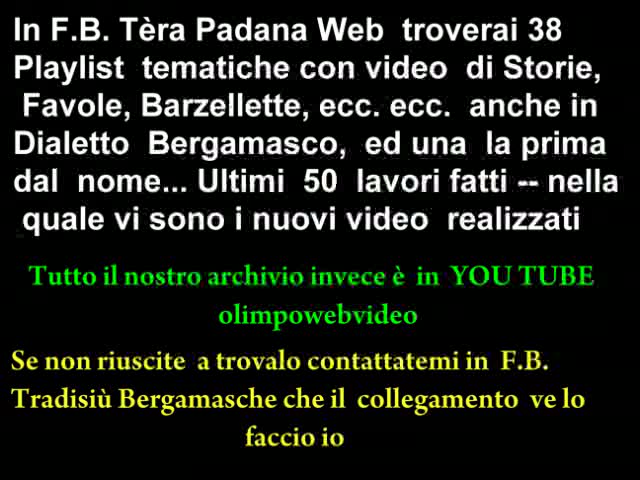 In F.B. Tèra Padana Web troverai 38
Playlist tematiche con video di Storie,
Favole, Barzellette, ecc. ecc. anche in
Dialetto Bergamasco, ed una la prima
dal nome... Ultimi 50 lavori fatti -- nella
quale vi sono i nuovi video realizzati
Tutto il nostro archivio invece è in YOU TUBE
olimpowebvideo
Se non riuscite a trovalo contattatemi in F.B.
Tradisiù Bergamasche che il collegamento ve lo
faccio io